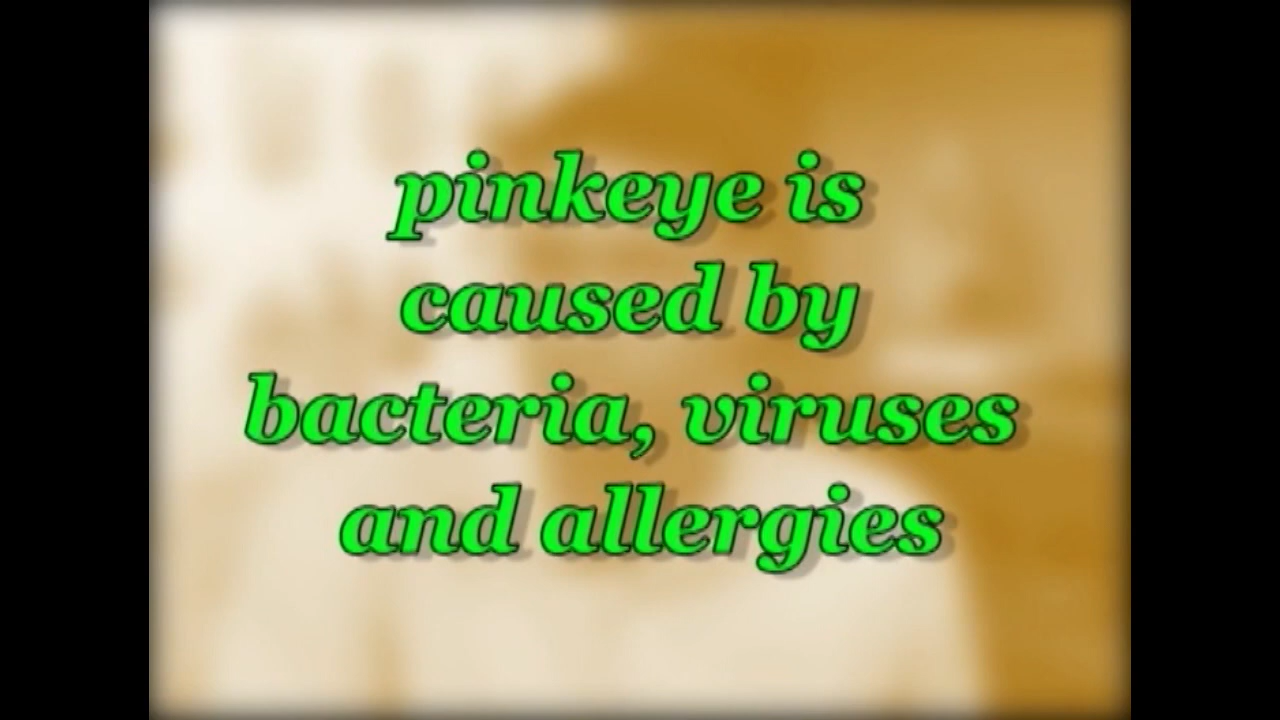 pinkeye is
caused by
bacteria, viruses
and allergies